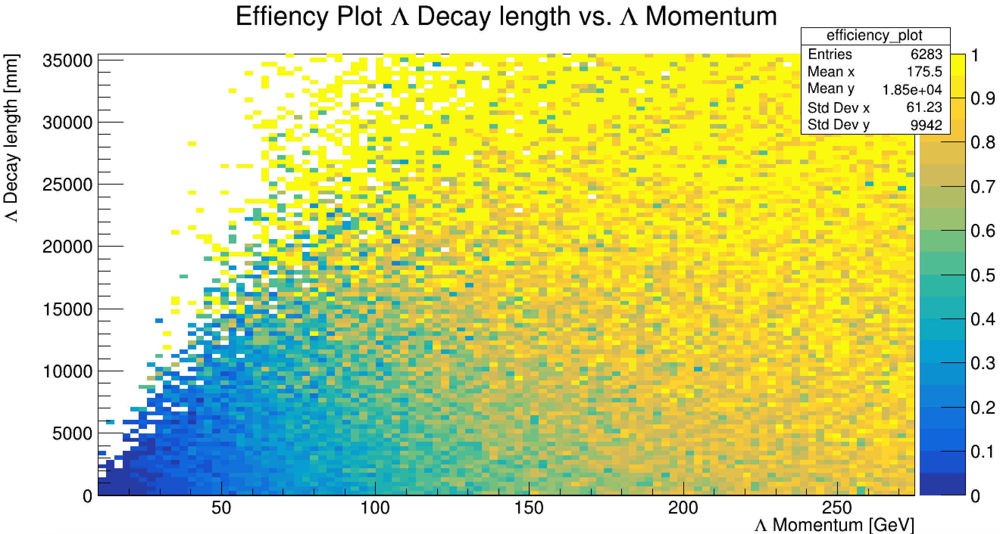 Effiency Plot Λ Decay length vs. Λ Momentum
efficiency_plot
Entries 6283
Mean x 175.5
Mean y 1.85e+04
Std Dev x 61.23
Std Dev y 9942
Λ Decay length [mm]
35000
30000
25000
20000
15000
10000
5000
0
50 100 150 200 250
Λ Momentum [GeV]
1
0.9
0.8
0.7
0.6
0.5
0.4
0.3
0.2
0.1
0